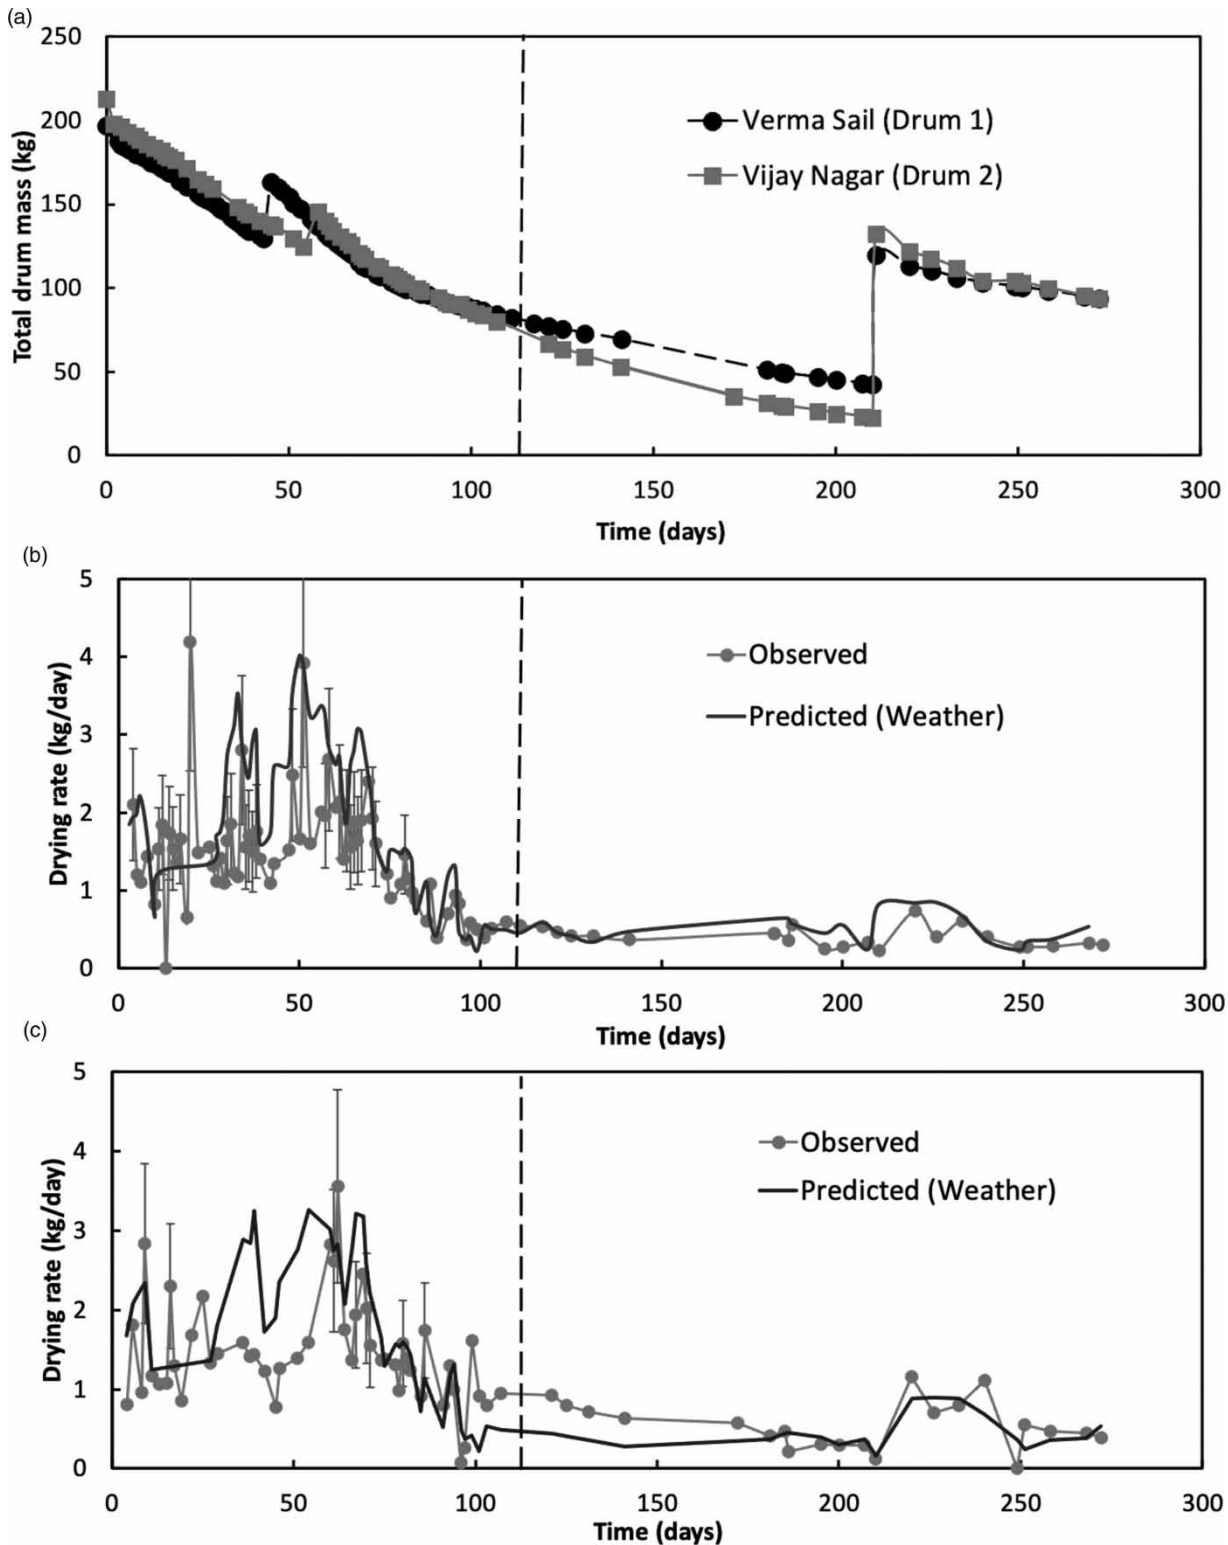 (a)
250
200
150
100
50
0
Total drum mass (kg)
Verma Sail (Drum 1)
Vijay Nagar (Drum 2)
0 50 100 150 200 250 300
Time (days)
(b)
5
4
3
2
1
0
Drying rate (kg/day)
Observed
Predicted (Weather)
0 50 100 150 200 250 300
Time (days)
(c)
5
4
3
2
1
0
Drying rate (kg/day)
Observed
Predicted (Weather)
0 50 100 150 200 250 300
Time (days)